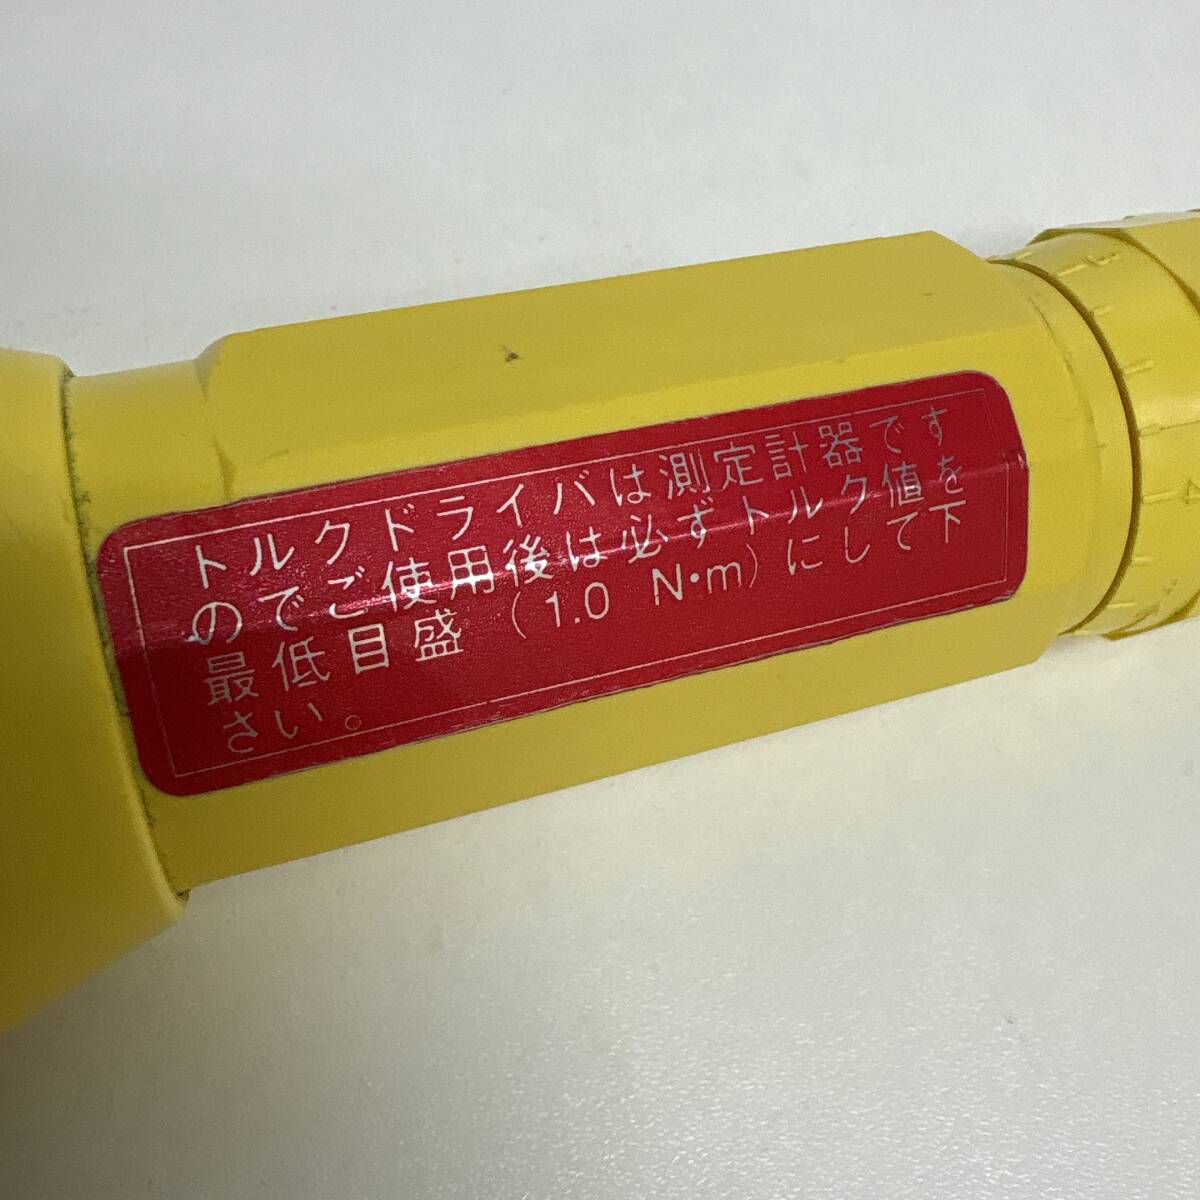 トルクドライバは測定計器です
のでご使用後は必ずトルク値を
最低目盛(1.0 N•m)にして下
さい。